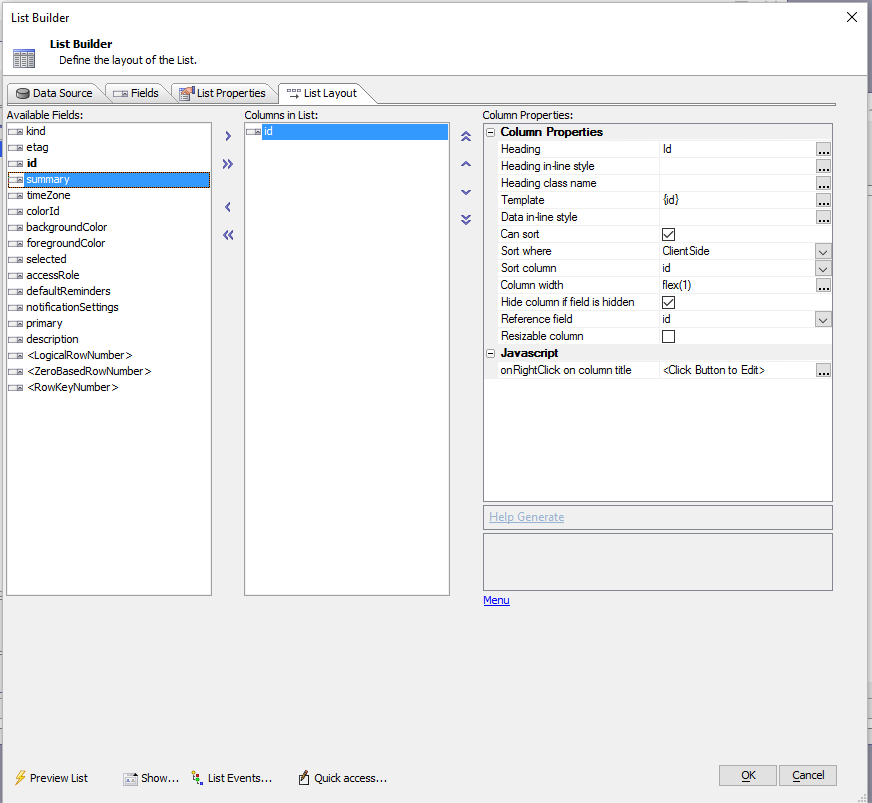 List Builder
List Builder
Define the layout of the List.
Data Source Fields List Properties List Layout
Available Fields: Columns in List: Column Properties:
kind
etag
id
summary
timeZone
colorId
backgroundColor
foregroundColor
selected
accessRole
defaultReminders
notificationSettings
primary
description
<LogicalRowNumber>
<ZeroBasedRowNumber>
<RowKeyNumber>
id
Column Properties
Heading Id ...
Heading in-line style ...
Heading class name ...
Template {id} ...
Data in-line style ...
Can sort
Sort where ClientSide
Sort column id
Column width flex(1) ...
Hide column if field is hidden
Reference field id
Resizable column
Javascript
onRightClick on column title <Click Button to Edit> ...
Help Generate
Menu
Preview List Show... List Events... Quick access... OK Cancel